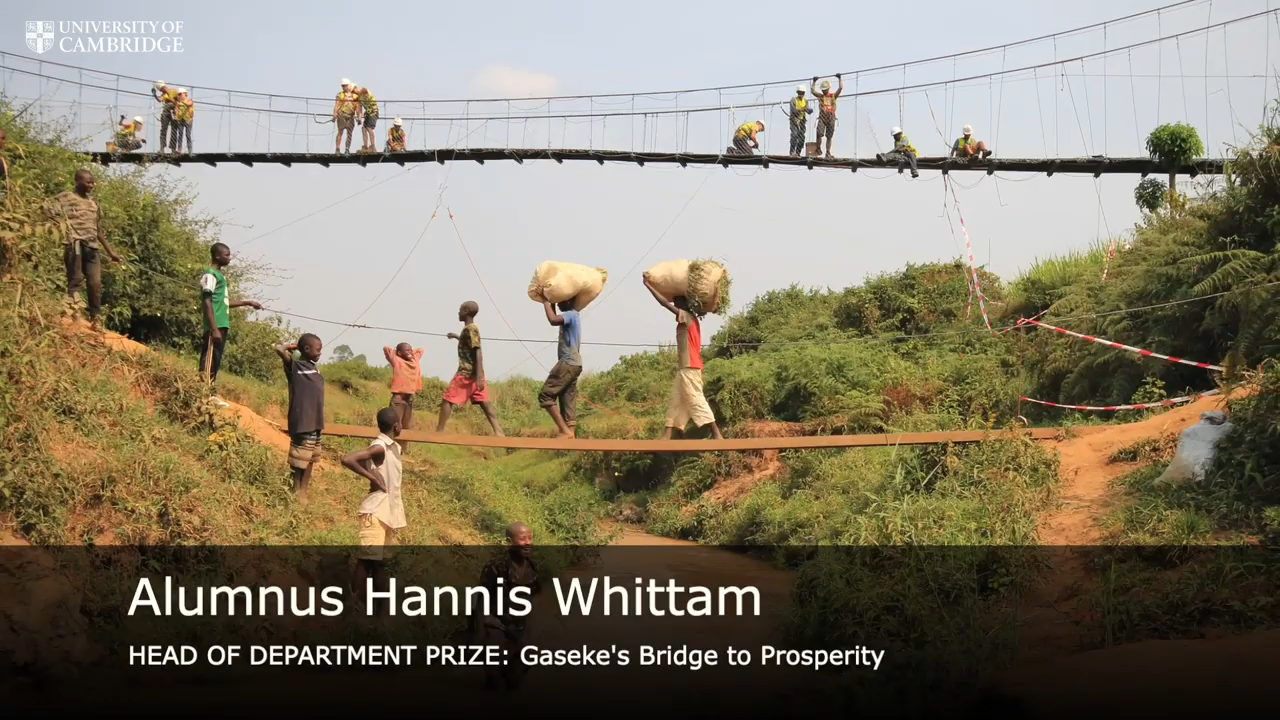 UNIVERSITY OF
CAMBRIDGE
Alumnus Hannis Whittam
HEAD OF DEPARTMENT PRIZE: Gaseke's Bridge to Prosperity